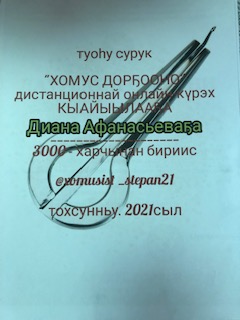 туоһу сурук
"ХОМУС ДОРҔООНО"
дистанционнай онлайн күрэх
КЫАЙЫЫЛААҔА
Диана Афанасьеваҕа
3000- харчынан бириис
@xomusist_stepan21
тохсунньу. 2021сыл